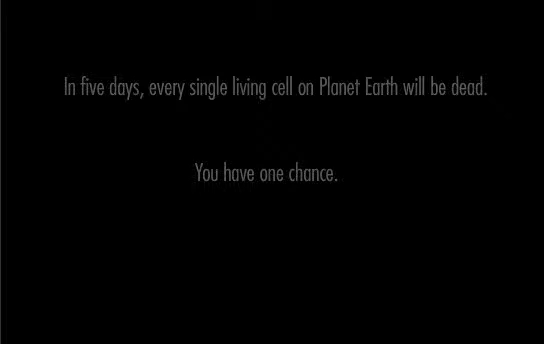 In five days, every single living cell on Planet Earth will be dead.
You have one chance.